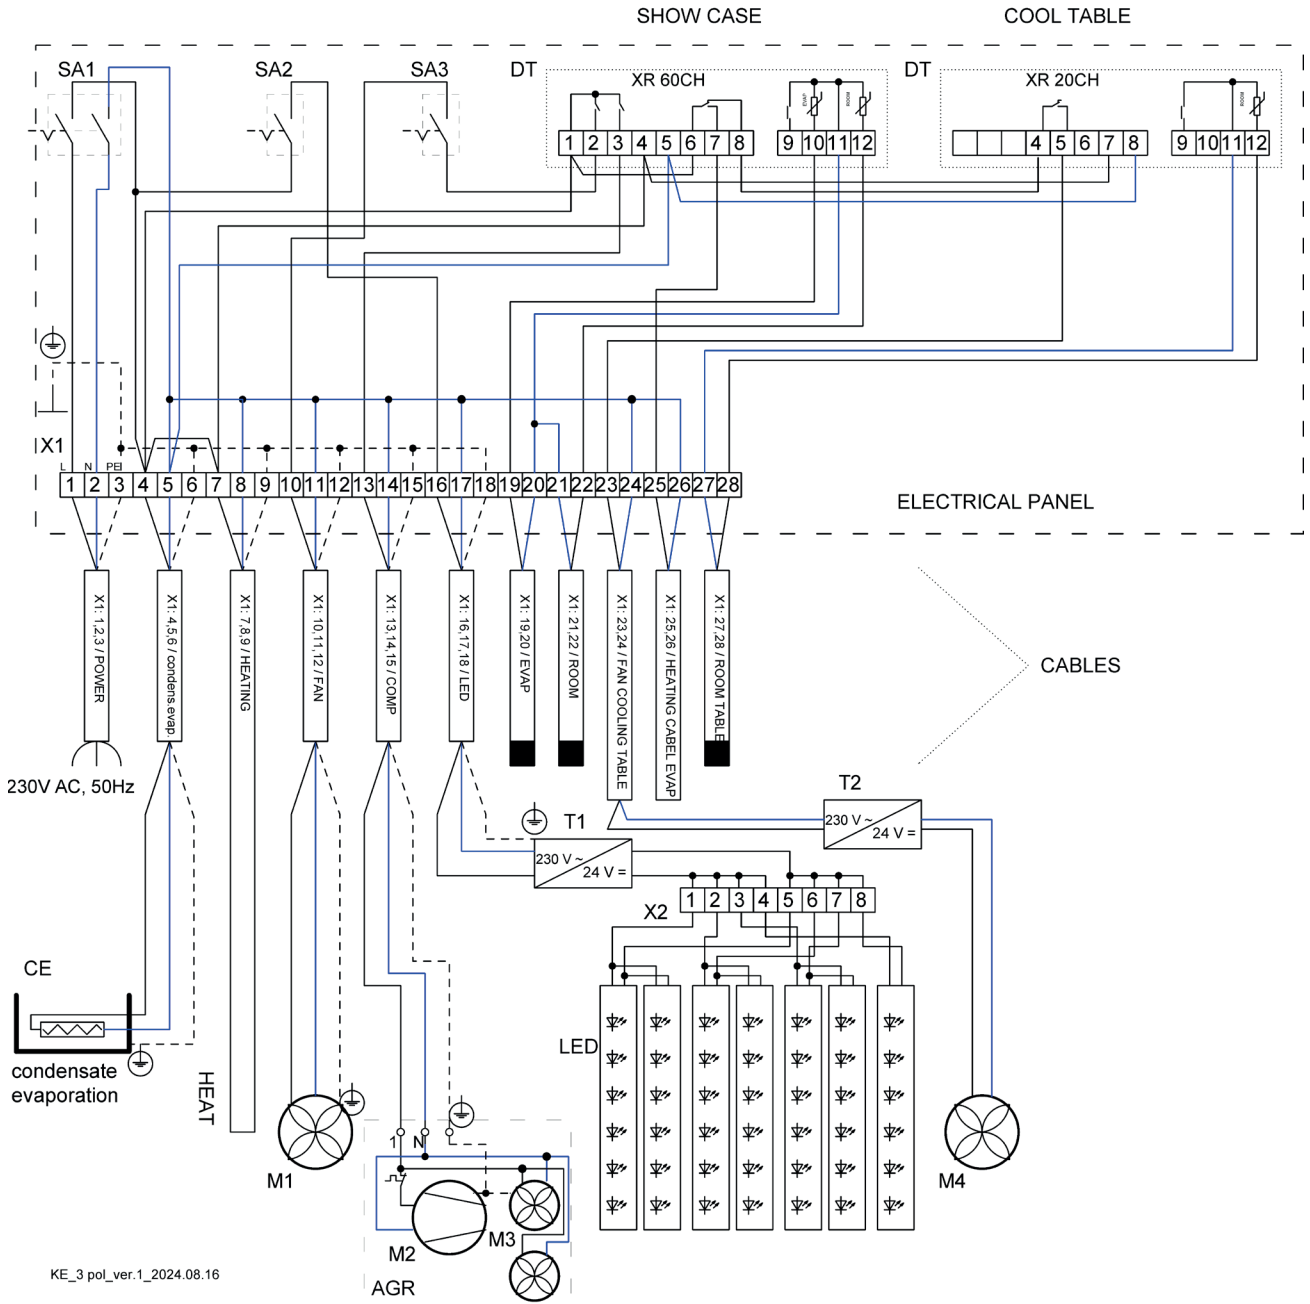 SHOW CASE
COOL TABLE
SA1
SA2
SA3
DT
XR 60CH
EVAP
ROOM
DT
XR 20CH
ROOM
1 2 3 4 5 6 7 8
9 10 11 12
4 5 6 7 8
9 10 11 12
X1
L N PE
1 2 3 4 5 6 7 8 9 10 11 12 13 14 15 16 17 18 19 20 21 22 23 24 25 26 27 28
ELECTRICAL PANEL
X1: 1,2,3 / POWER
X1: 4,5,6 / condens.evap.
X1: 7,8,9 / HEATING
X1: 10,11,12 / FAN
X1: 13,14,15 / COMP
X1: 16,17,18 / LED
X1: 19,20 / EVAP
X1: 21,22 / ROOM
X1: 23,24 / FAN COOLING TABLE
X1: 25,26 / HEATING CABEL EVAP
X1: 27,28 / ROOM TABLE
CABLES
230V AC, 50Hz
T1
230 V ~
24 V =
T2
230 V ~
24 V =
X2
1 2 3 4 5 6 7 8
CE
condensate
evaporation
HEAT
LED
M1
1 N
M2
M3
M4
AGR
KE_3 pol_ver.1_2024.08.16